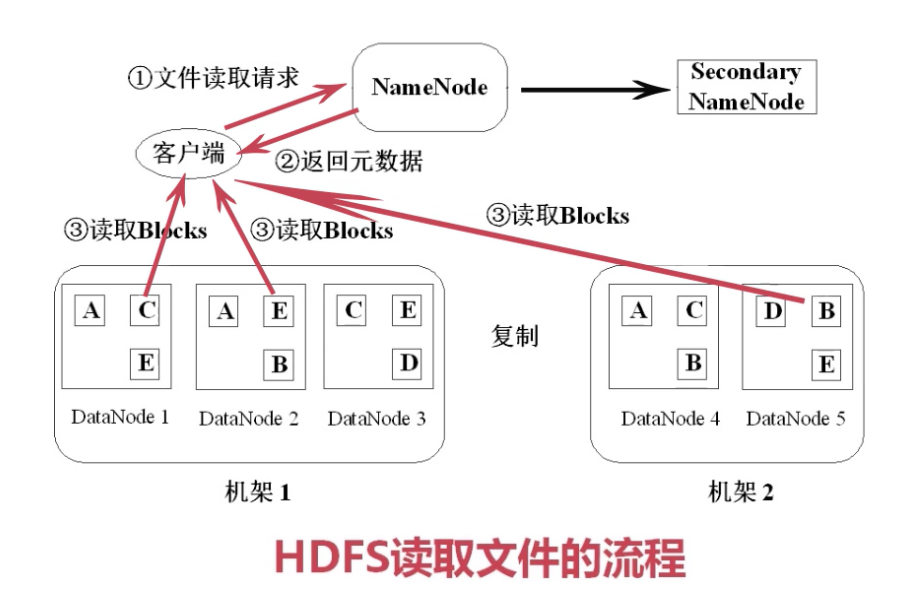 ①文件读取请求
NameNode
Secondary
NameNode
客户端
②返回元数据
③读取Blocks
③读取Blocks
③读取Blocks
A C
E
A E
B
C E
D
复制
A C
B
D B
E
DataNode 1
DataNode 2
DataNode 3
DataNode 4
DataNode 5
机架 1
机架 2
HDFS读取文件的流程